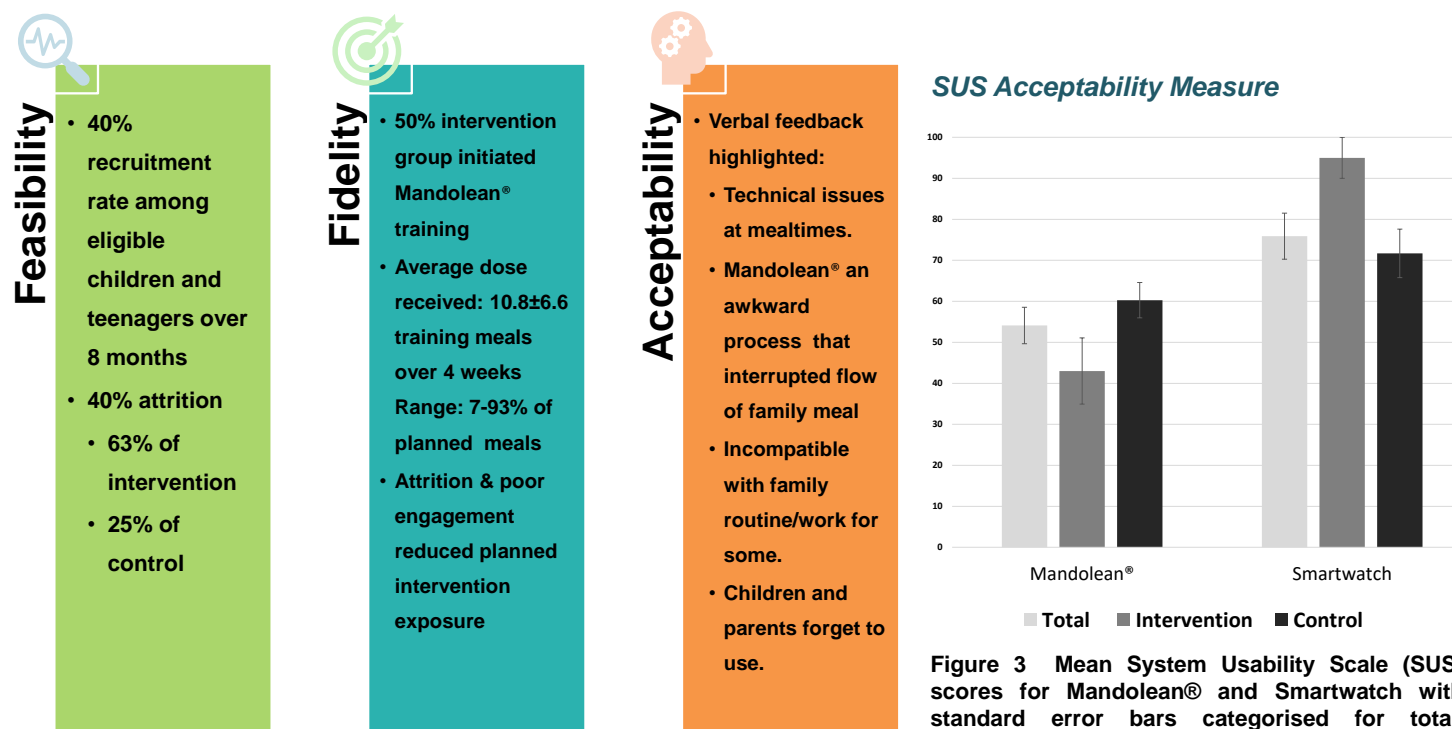 Feasibility
• 40%
recruitment
rate among
eligible
children and
teenagers over
8 months
• 40% attrition
• 63% of
intervention
• 25% of
control
Fidelity
• 50% intervention
group initiated
Mandolean®
training
• Average dose
received: 10.8±6.6
training meals
over 4 weeks
Range: 7-93% of
planned meals
• Attrition & poor
engagement
reduced planned
intervention
exposure
Acceptability
• Verbal feedback
highlighted:
• Technical issues
at mealtimes.
• Mandolean® an
awkward
process that
interrupted flow
of family meal
• Incompatible
with family
routine/work for
some.
• Children and
parents forget to
use.
SUS Acceptability Measure
100
90
80
70
60
50
40
30
20
10
0
Mandolean® Smartwatch
Total Intervention Control
Figure 3 Mean System Usability Scale (SUS
scores for Mandolean® and Smartwatch with
standard error bars categorised for total